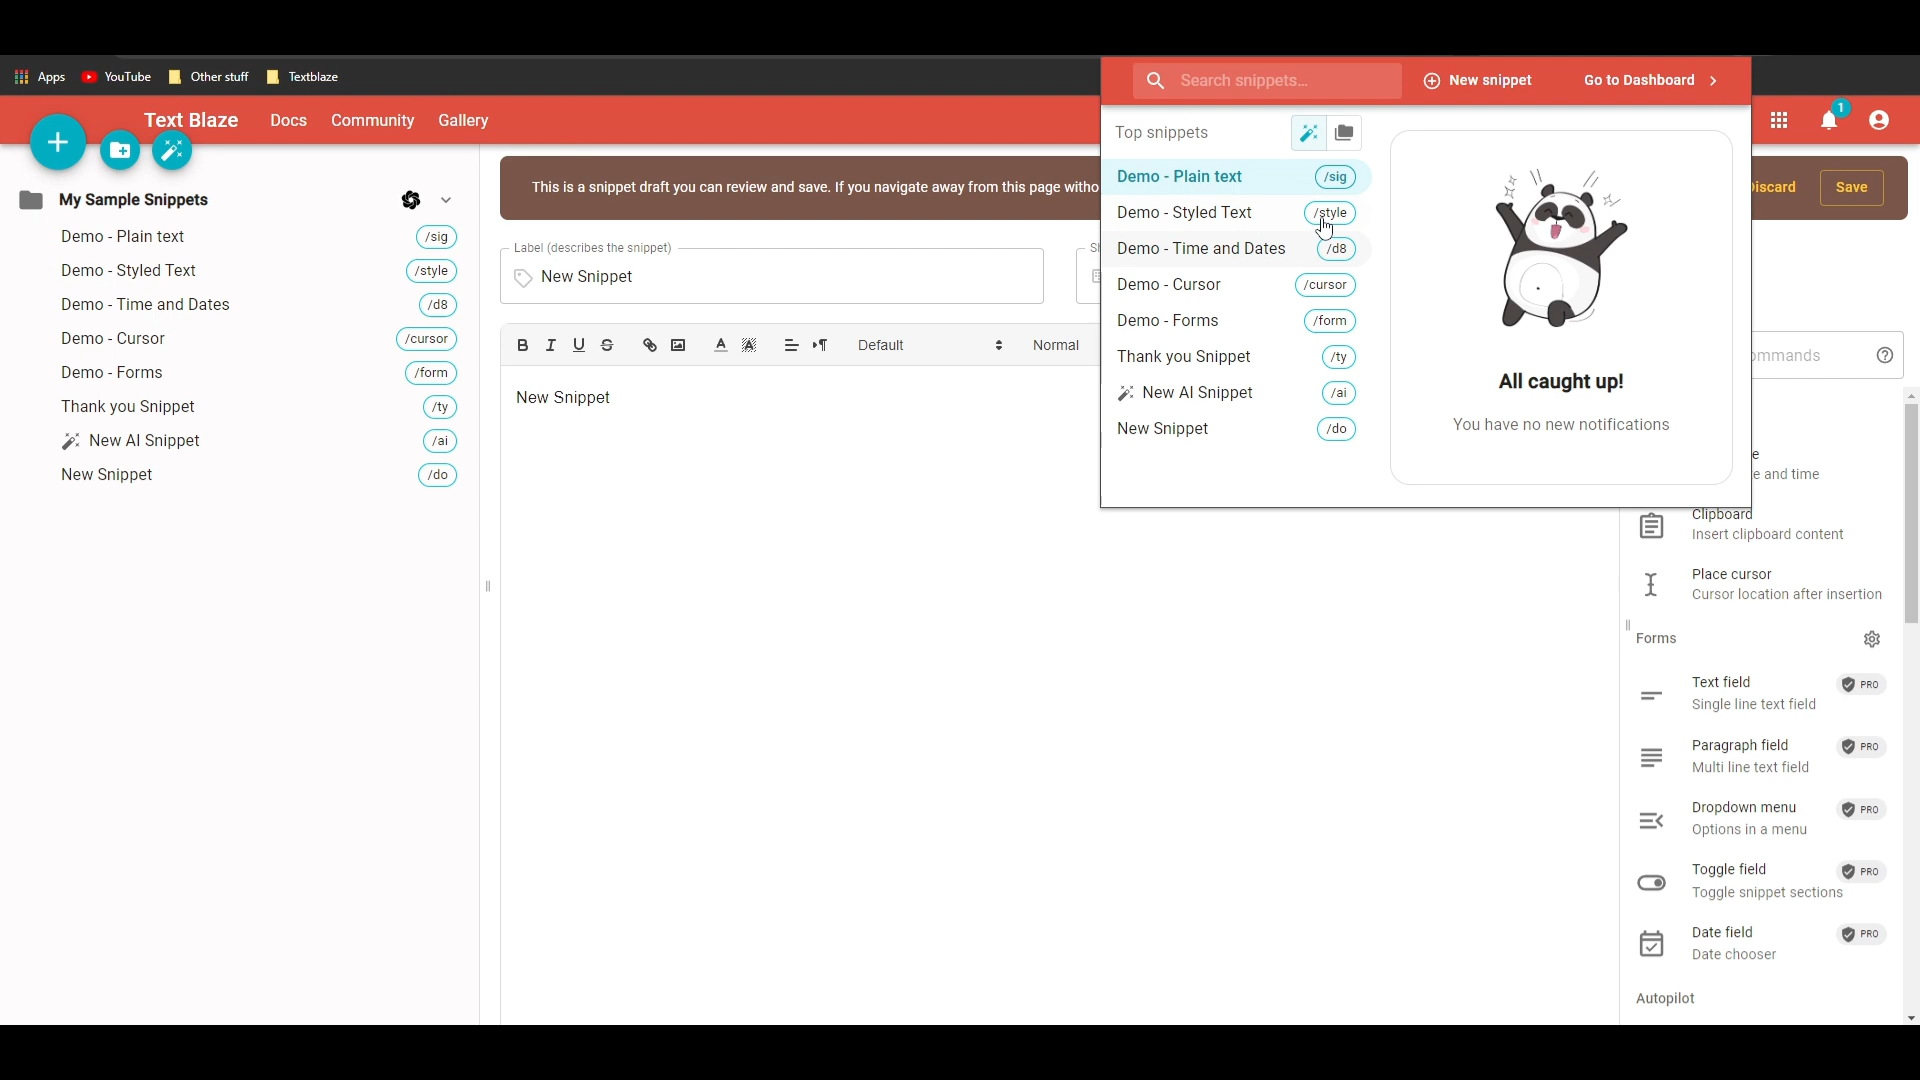 Apps YouTube Other stuff Textblaze
Search snippets... New snippet Go to Dashboard
Text Blaze Docs Community Gallery
1
My Sample Snippets
Demo - Plain text /sig
Demo - Styled Text /style
Demo - Time and Dates /d8
Demo - Cursor /cursor
Demo - Forms /form
Thank you Snippet /ty
New AI Snippet /ai
New Snippet /do
This is a snippet draft you can review and save. If you navigate away from this page witho
iscard Save
Label (describes the snippet)
New Snippet
B I U S A Default Normal
New Snippet
Top snippets
Demo - Plain text /sig
Demo - Styled Text /style
Demo - Time and Dates /d8
Demo - Cursor /cursor
Demo - Forms /form
Thank you Snippet /ty
New AI Snippet /ai
New Snippet /do
All caught up!
You have no new notifications
mmands
e
e and time
Clipboard
Insert clipboard content
Place cursor
Cursor location after insertion
Forms
Text field PRO
Single line text field
Paragraph field PRO
Multi line text field
Dropdown menu PRO
Options in a menu
Toggle field PRO
Toggle snippet sections
Date field PRO
Date chooser
Autopilot